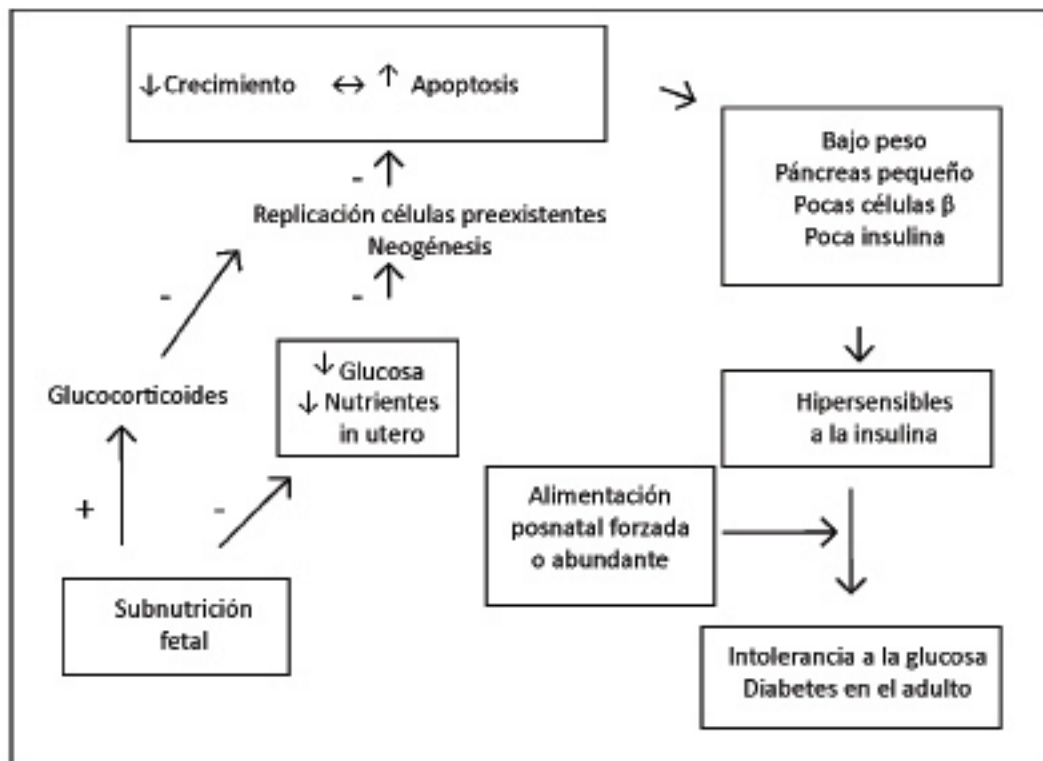 ↓ Crecimiento ↔ ↑ Apoptosis
Bajo peso
Páncreas pequeño
Pocas células β
Poca insulina
-
Replicación células preexistentes
Neogénesis
-
-
↓ Glucosa
↓ Nutrientes
in utero
Glucocorticoides
Hipersensibles
a la insulina
+
-
Alimentación
posnatal forzada
o abundante
Subnutrición
fetal
Intolerancia a la glucosa
Diabetes en el adulto